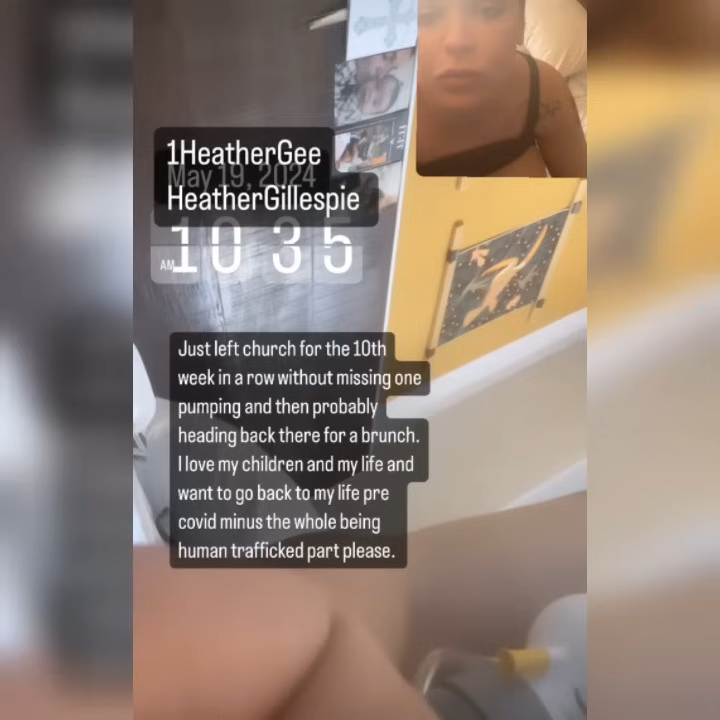 1HeatherGee
May 19, 2024
HeatherGillespie
AM 10 35
Just left church for the 10th
week in a row without missing one
pumping and then probably
heading back there for a brunch.
I love my children and my life and
want to go back to my life pre
covid minus the whole being
human trafficked part please.